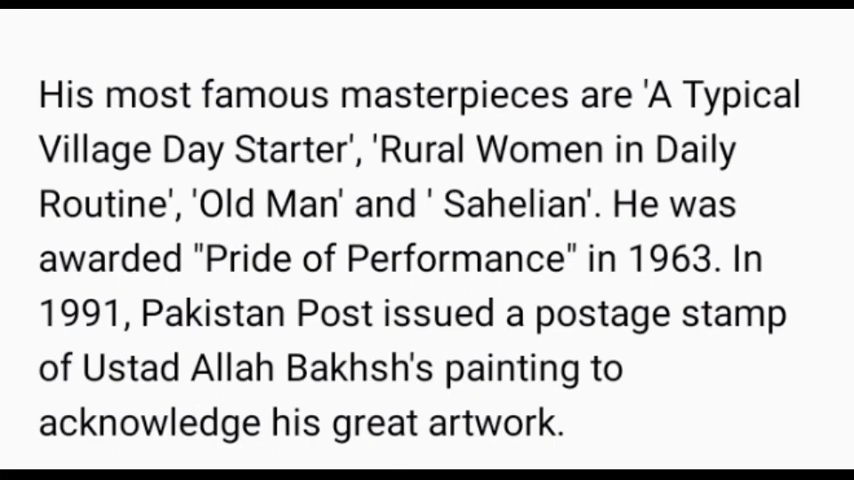 His most famous masterpieces are 'A Typical
Village Day Starter', 'Rural Women in Daily
Routine', 'Old Man' and ' Sahelian'. He was
awarded "Pride of Performance" in 1963. In
1991, Pakistan Post issued a postage stamp
of Ustad Allah Bakhsh's painting to
acknowledge his great artwork.